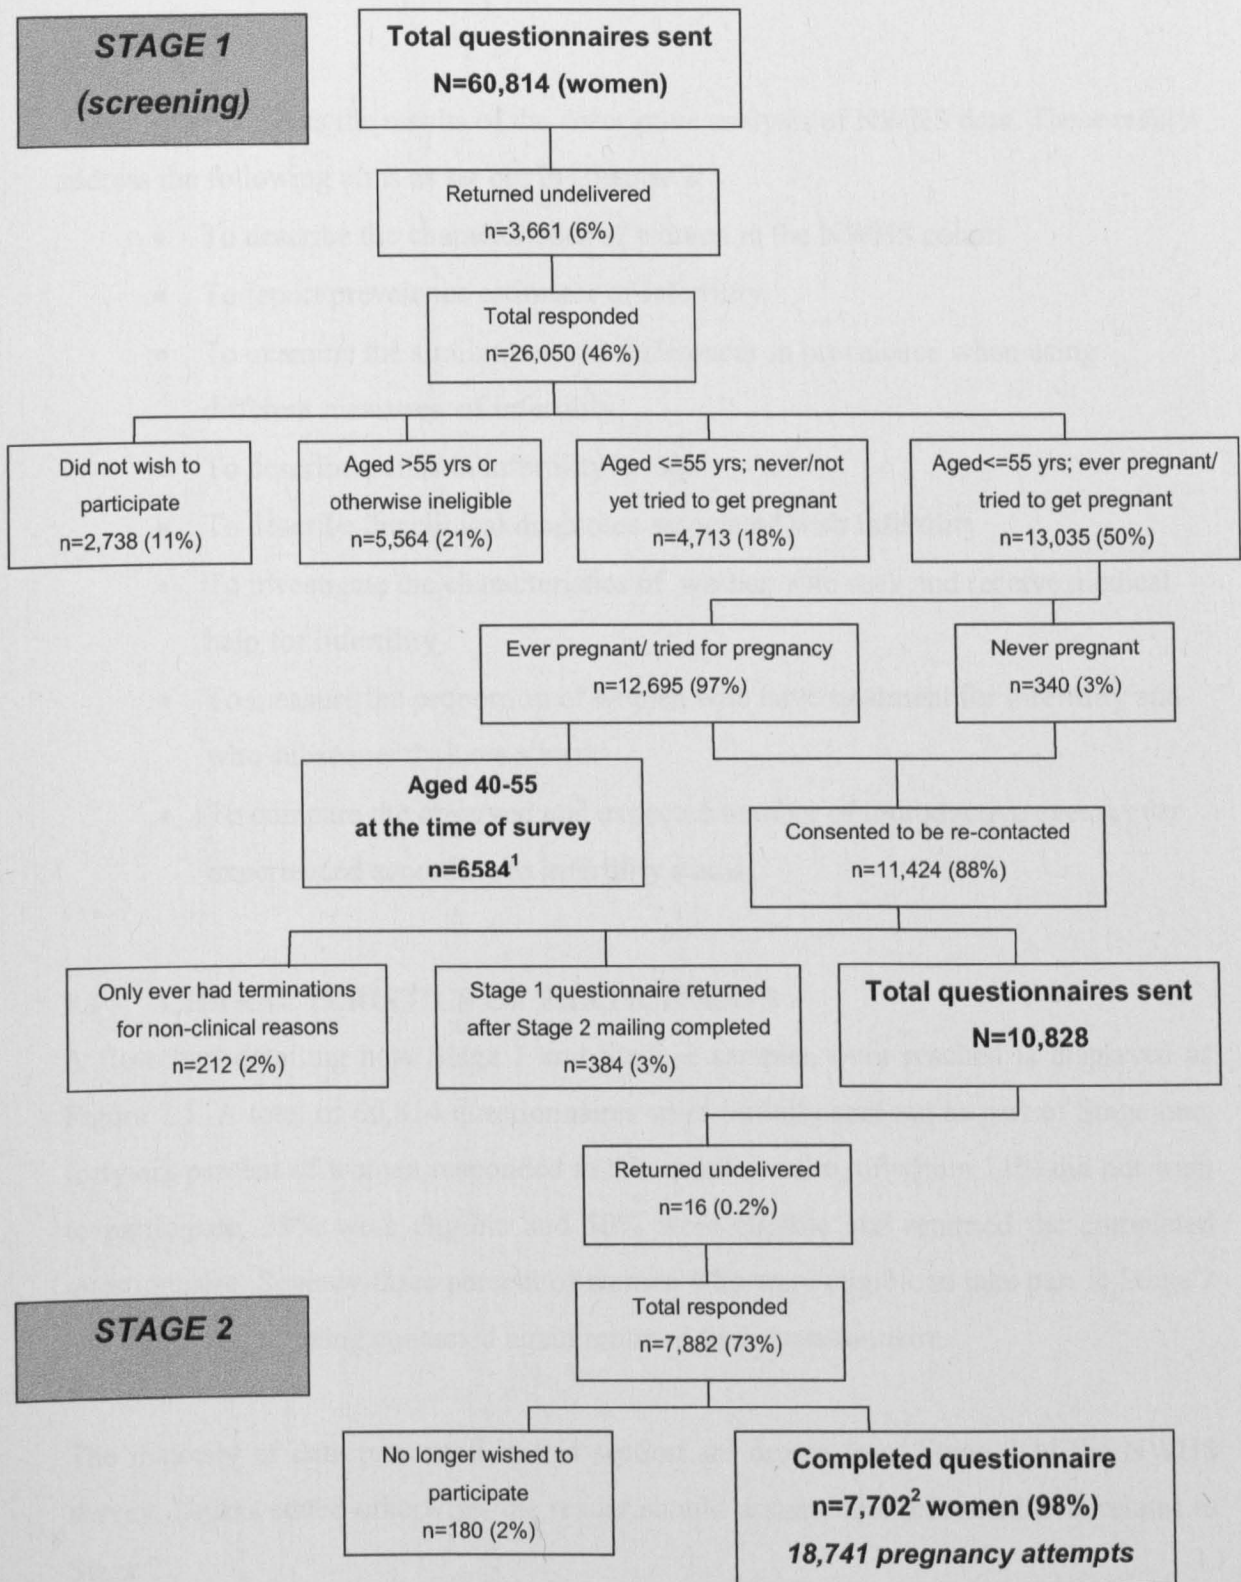 STAGE 1
(screening)
Total questionnaires sent
N=60,814 (women)
Returned undelivered
n=3,661 (6%)
Total responded
n=26,050 (46%)
Did not wish to
participate
n=2,738 (11%)
Aged >55 yrs or
otherwise ineligible
n=5,564 (21%)
Aged <=55 yrs; never/not
yet tried to get pregnant
n=4,713 (18%)
Aged<=55 yrs; ever pregnant/
tried to get pregnant
n=13,035 (50%)
Ever pregnant/ tried for pregnancy
n=12,695 (97%)
Never pregnant
n=340 (3%)
Aged 40-55
at the time of survey
n=6584¹
Consented to be re-contacted
n=11,424 (88%)
Only ever had terminations
for non-clinical reasons
n=212 (2%)
Stage 1 questionnaire returned
after Stage 2 mailing completed
n=384 (3%)
Total questionnaires sent
N=10,828
Returned undelivered
n=16 (0.2%)
STAGE 2
Total responded
n=7,882 (73%)
No longer wished to
participate
n=180 (2%)
Completed questionnaire
n=7,702² women (98%)
18,741 pregnancy attempts